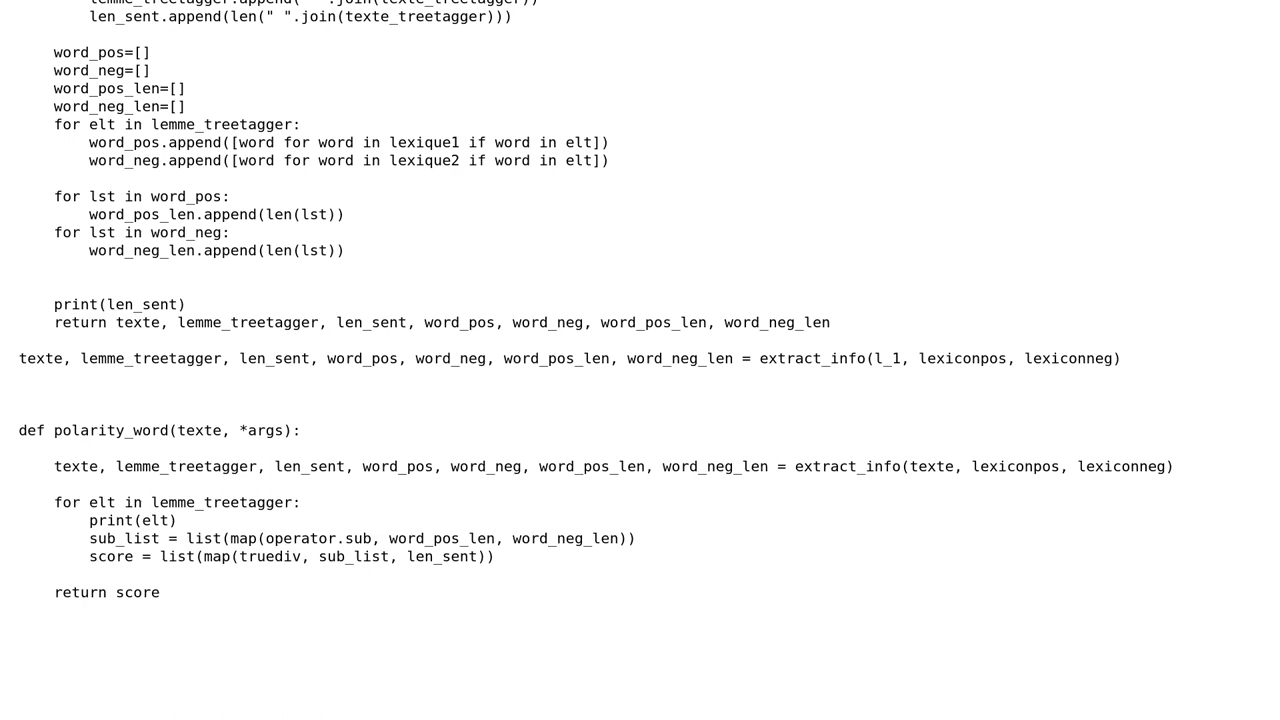 lemme_treetagger.append(" ".join(texte_treetagger))
len_sent.append(len(" ".join(texte_treetagger)))
word_pos=[]
word_neg=[]
word_pos_len=[]
word_neg_len=[]
for elt in lemme_treetagger:
word_pos.append([word for word in lexique1 if word in elt])
word_neg.append([word for word in lexique2 if word in elt])
for lst in word_pos:
word_pos_len.append(len(lst))
for lst in word_neg:
word_neg_len.append(len(lst))
print(len_sent)
return texte, lemme_treetagger, len_sent, word_pos, word_neg, word_pos_len, word_neg_len
texte, lemme_treetagger, len_sent, word_pos, word_neg, word_pos_len, word_neg_len = extract_info(l_1, lexiconpos, lexiconneg)
def polarity_word(texte, *args):
texte, lemme_treetagger, len_sent, word_pos, word_neg, word_pos_len, word_neg_len = extract_info(texte, lexiconpos, lexiconneg)
for elt in lemme_treetagger:
print(elt)
sub_list = list(map(operator.sub, word_pos_len, word_neg_len))
score = list(map(truediv, sub_list, len_sent))
return score